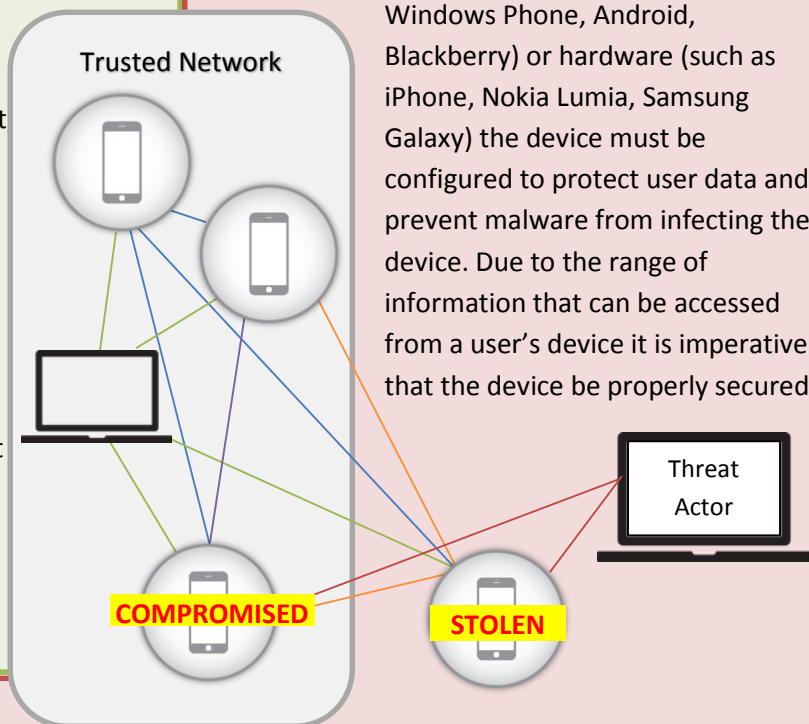 Trusted Network
t
t
COMPROMISED
STOLEN
Threat
Actor
Windows Phone, Android,
Blackberry) or hardware (such as
iPhone, Nokia Lumia, Samsung
Galaxy) the device must be
configured to protect user data and
prevent malware from infecting the
device. Due to the range of
information that can be accessed
from a user’s device it is imperative
that the device be properly secured